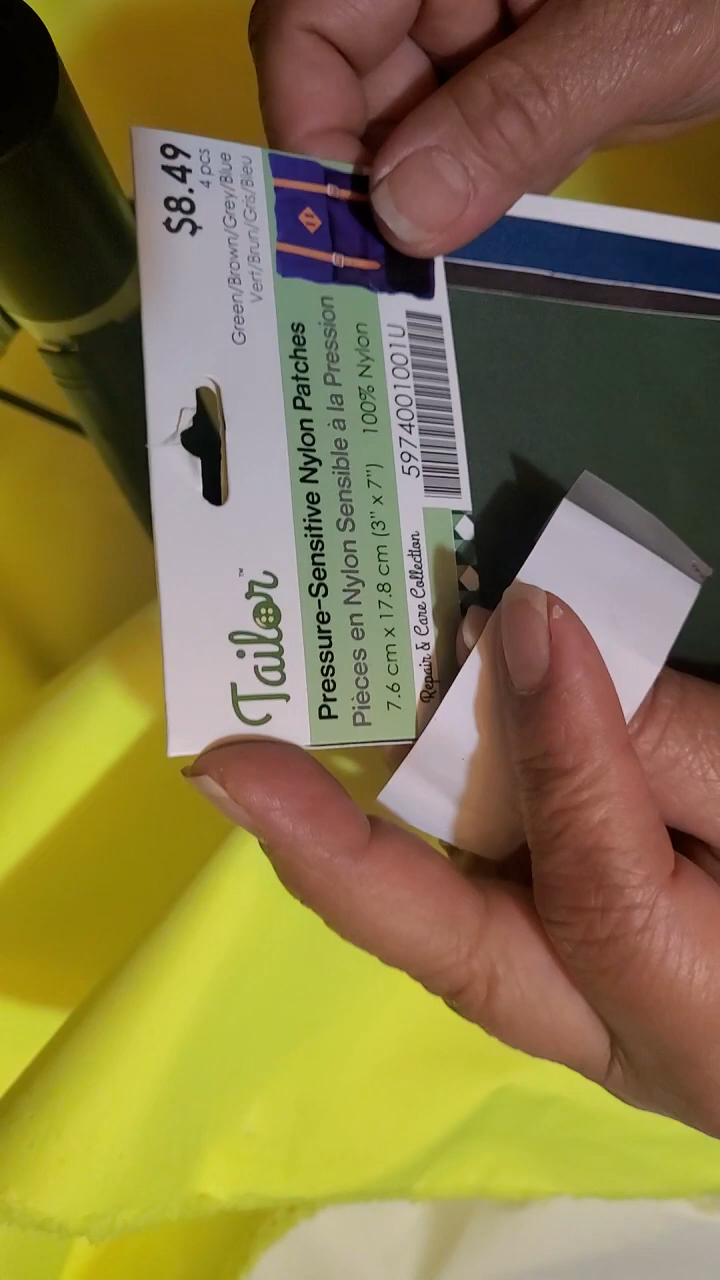 $8.49
4 pcs
Green/Brown/Grey/Blue
Vert/Brun/Gris/Bleu
Tailor™
Pressure-Sensitive Nylon Patches
Pièces en Nylon Sensible à la Pression
7.6 cm x 17.8 cm (3" x 7") 100% Nylon
5974001001U
Repair & Care Collection